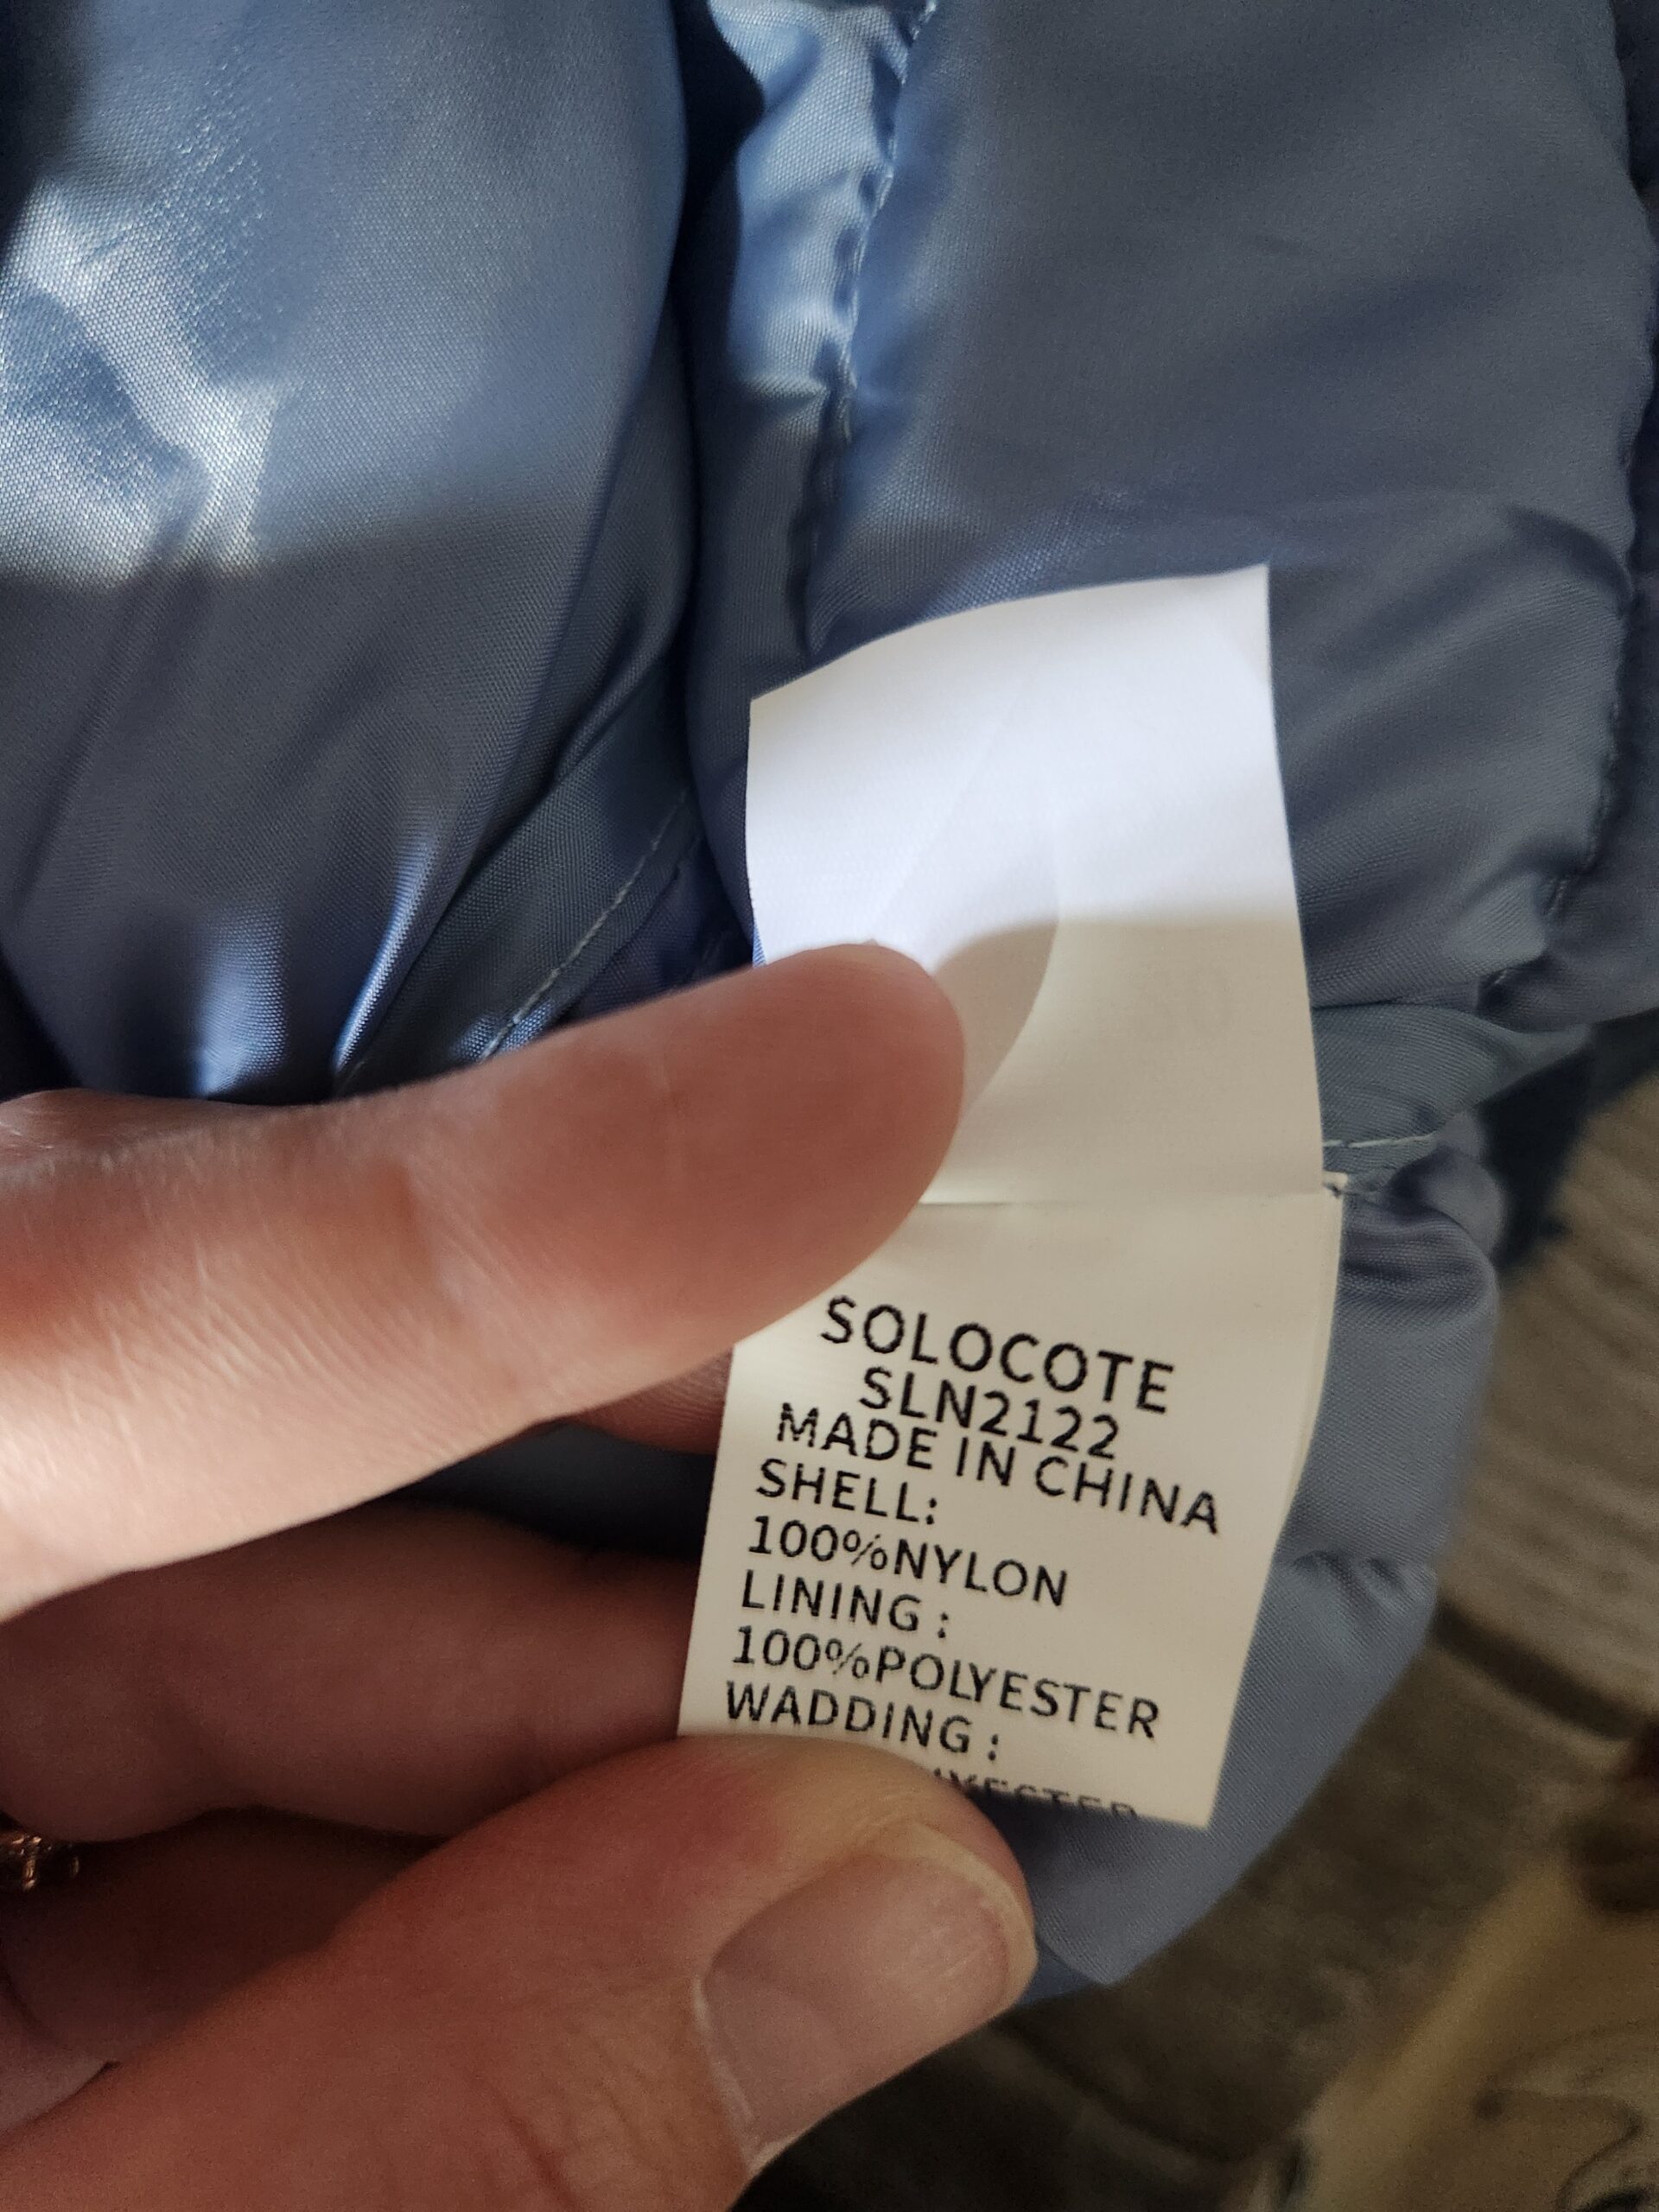 SOLOCOTE
SLN2122
MADE IN CHINA
SHELL:
100%NYLON
LINING :
100%POLYESTER
WADDING :